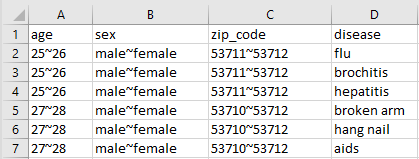 A B C D
1 age sex zip_code disease
2 25~26 male~female 53711~53712 flu
3 25~26 male~female 53711~53712 brochitis
4 25~26 male~female 53711~53712 hepatitis
5 27~28 male~female 53710~53712 broken arm
6 27~28 male~female 53710~53712 hang nail
7 27~28 male~female 53710~53712 aids